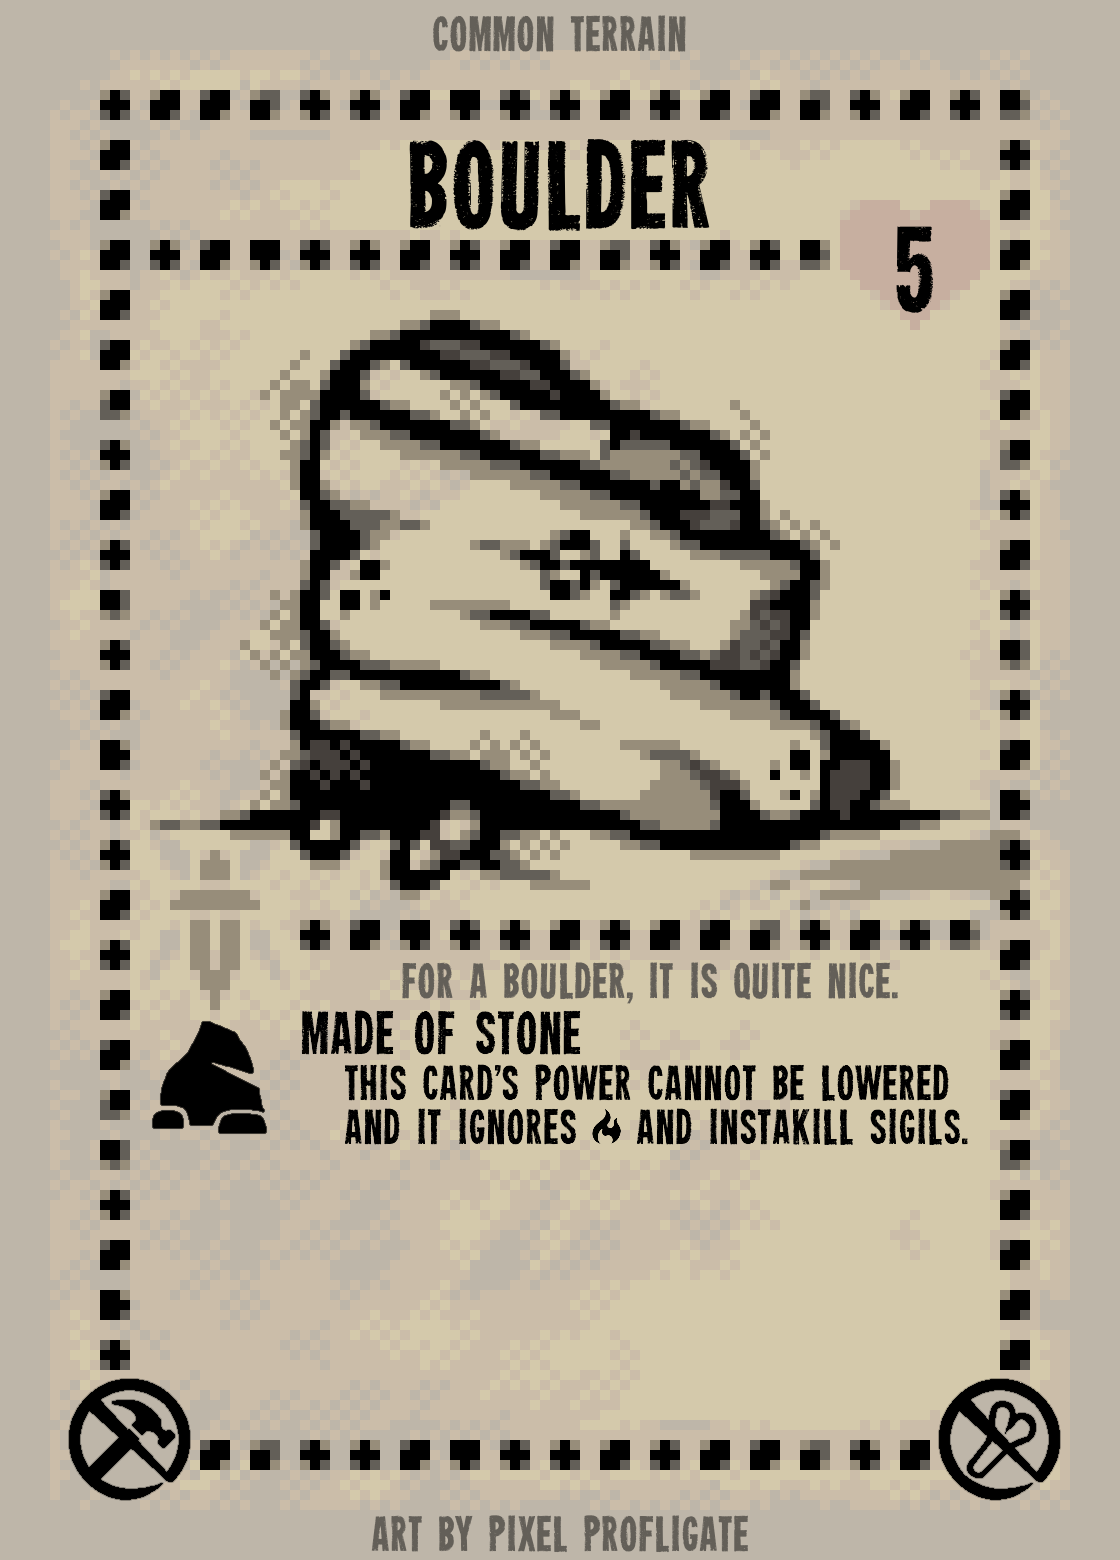 COMMON TERRAIN
BOULDER
5
FOR A BOULDER, IT IS QUITE NICE.
MADE OF STONE
THIS CARD'S POWER CANNOT BE LOWERED
AND IT IGNORES AND INSTAKILL SIGILS.
ART BY PIXEL PROFLIGATE